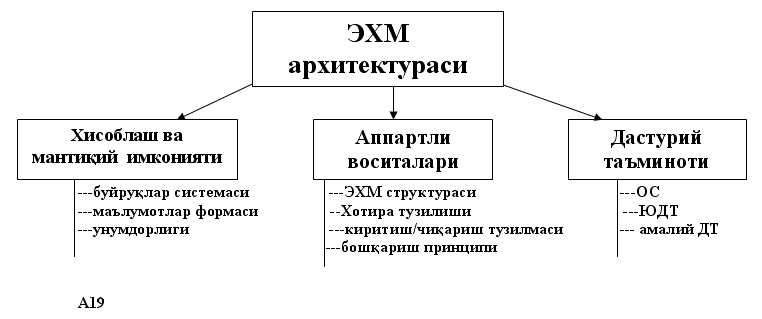 ЭХМ
архитектураси
Хисоблаш ва
мантиқий имконияти
---буйруқлар системаси
---маълумотлар формаси
---унумдорлиги
Аппартли
воситалари
---ЭХМ структураси
--Хотира тузилиши
---киритиш/чиқариш тузилмаси
---бошқариш принципи
Дастурий
таъминоти
---ОС
---ЮДТ
--- амалий ДТ
А19